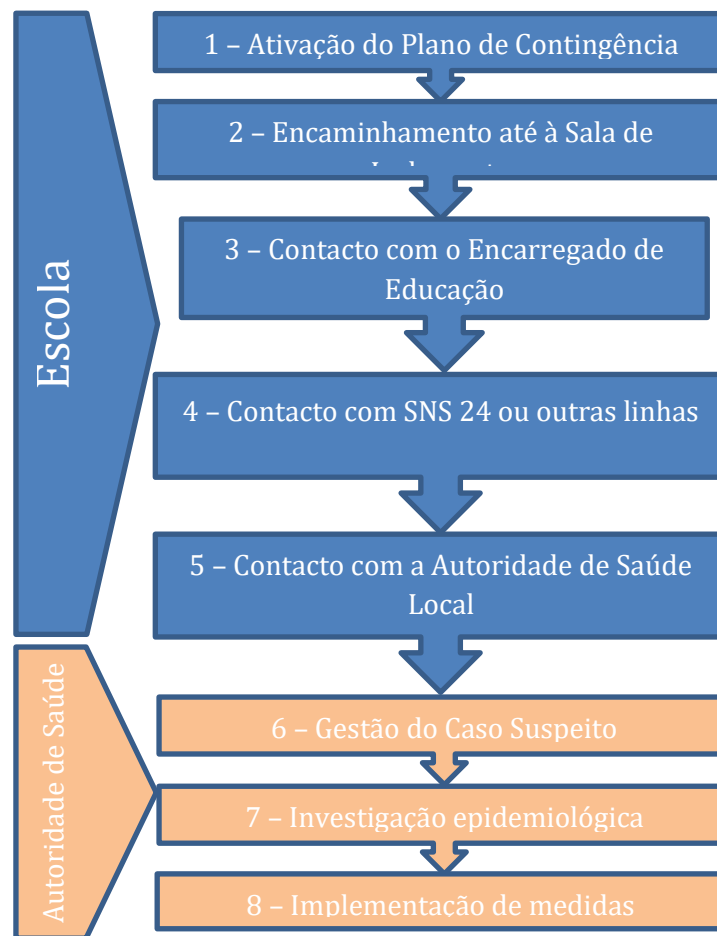 Escola
1 – Ativação do Plano de Contingência
2 – Encaminhamento até à Sala de
3 – Contacto com o Encarregado de
Educação
4 – Contacto com SNS 24 ou outras linhas
5 – Contacto com a Autoridade de Saúde
Local
Autoridade de Saúde
6 – Gestão do Caso Suspeito
7 – Investigação epidemiológica
8 – Implementação de medidas